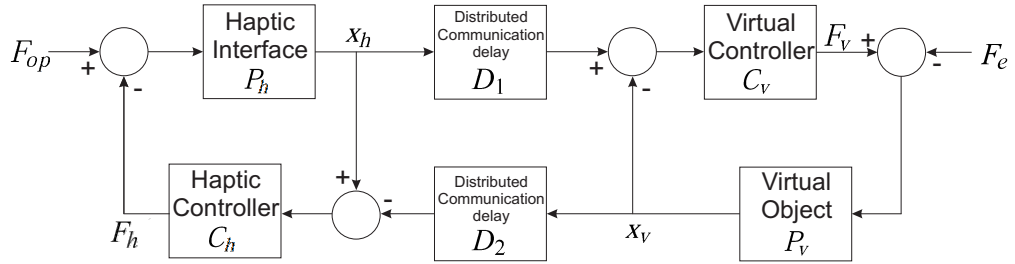 F_op
+
-
Haptic
Interface
P_h
x_h
Distributed
Communication
delay
D_1
+
-
Virtual
Controller
C_v
F_v
+
-
F_e
Haptic
Controller
C_h
F_h
+
-
Distributed
Communication
delay
D_2
x_v
Virtual
Object
P_v